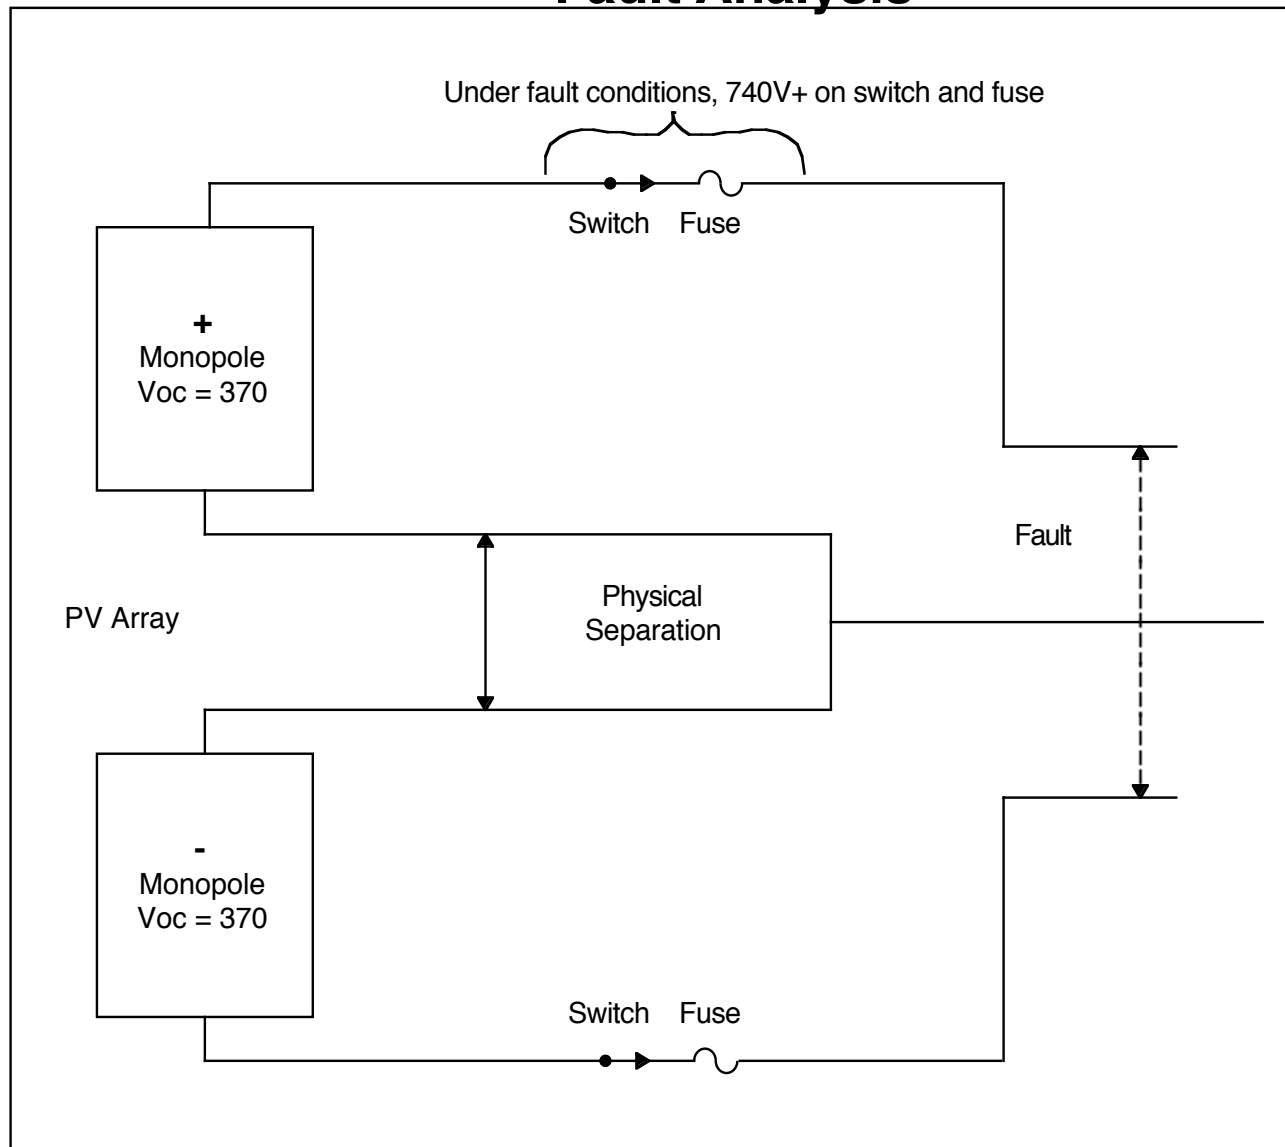 Fault Analysis
Under fault conditions, 740V+ on switch and fuse
Switch Fuse
+
Monopole
Voc = 370
Fault
Physical
Separation
PV Array
-
Monopole
Voc = 370
Switch Fuse